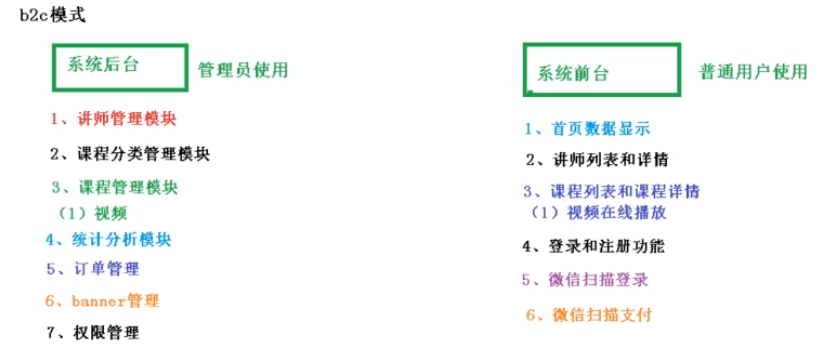 b2c模式
系统后台
管理员使用
1、讲师管理模块
2、课程分类管理模块
3、课程管理模块
（1）视频
4、统计分析模块
5、订单管理
6、banner管理
7、权限管理
系统前台
普通用户使用
1、首页数据显示
2、讲师列表和详情
3、课程列表和课程详情
（1）视频在线播放
4、登录和注册功能
5、微信扫描登录
6、微信扫描支付